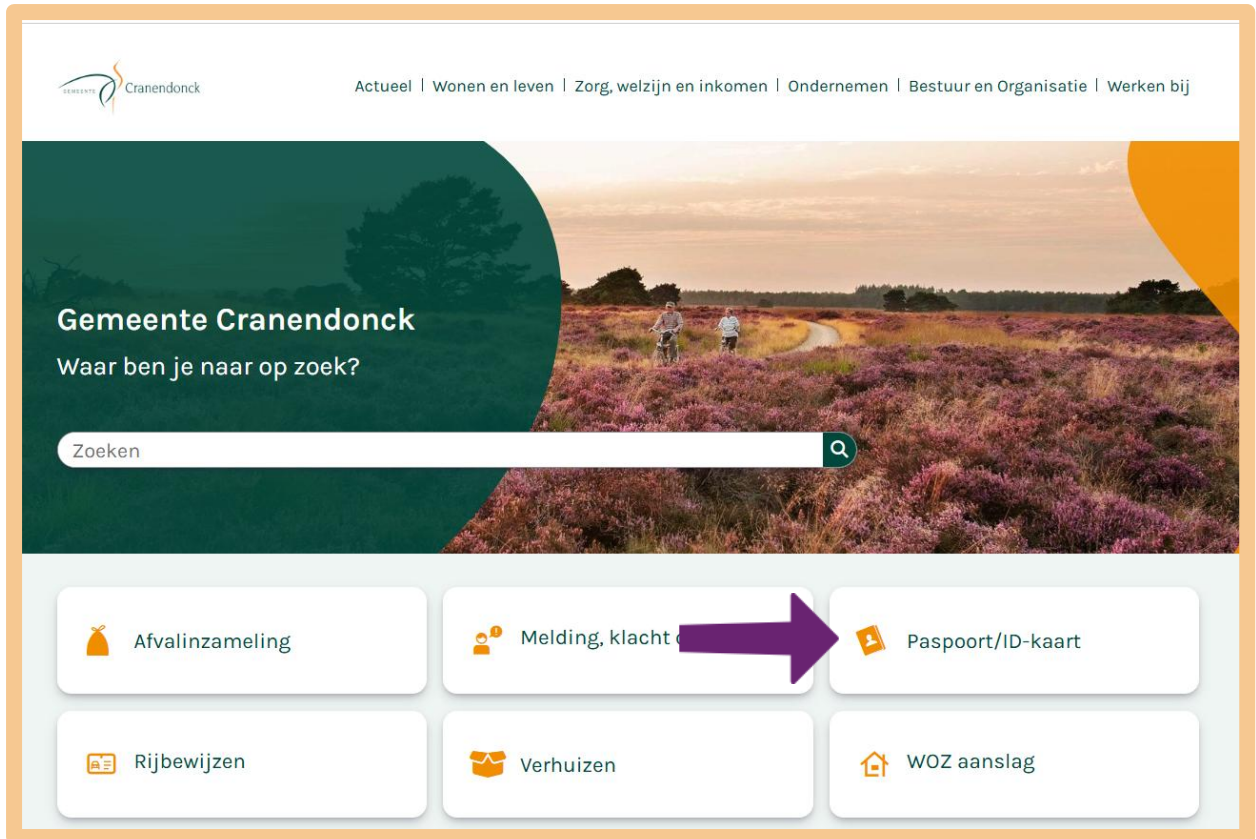 GEMEENTE Cranendonck
Actueel | Wonen en leven | Zorg, welzijn en inkomen | Ondernemen | Bestuur en Organisatie | Werken bij
Gemeente Cranendonck
Waar ben je naar op zoek?
Zoeken
Afvalinzameling
Melding, klacht
Paspoort/ID-kaart
Rijbewijzen
Verhuizen
WOZ aanslag